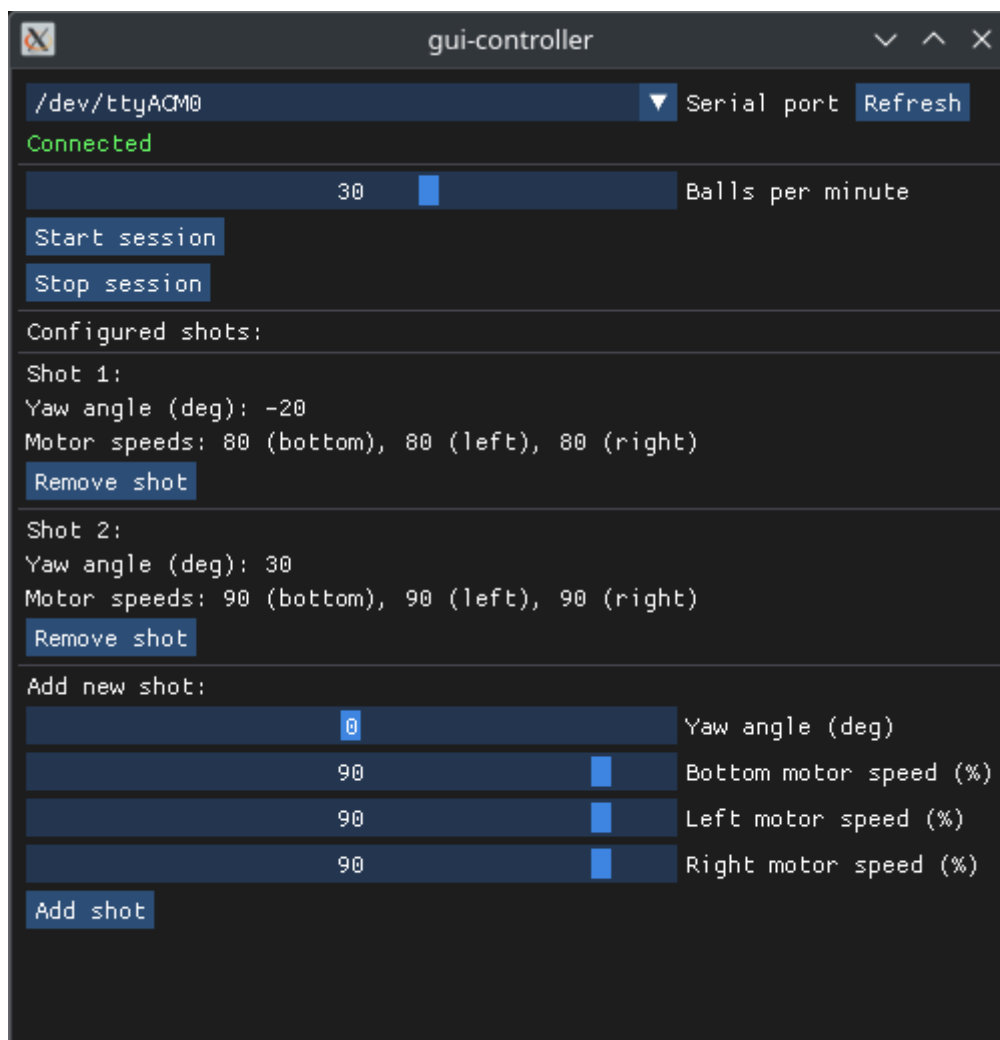 gui-controller
/dev/ttyACM0 Serial port Refresh
Connected
30 Balls per minute
Start session
Stop session
Configured shots:
Shot 1:
Yaw angle (deg): -20
Motor speeds: 80 (bottom), 80 (left), 80 (right)
Remove shot
Shot 2:
Yaw angle (deg): 30
Motor speeds: 90 (bottom), 90 (left), 90 (right)
Remove shot
Add new shot:
0 Yaw angle (deg)
90 Bottom motor speed (%)
90 Left motor speed (%)
90 Right motor speed (%)
Add shot